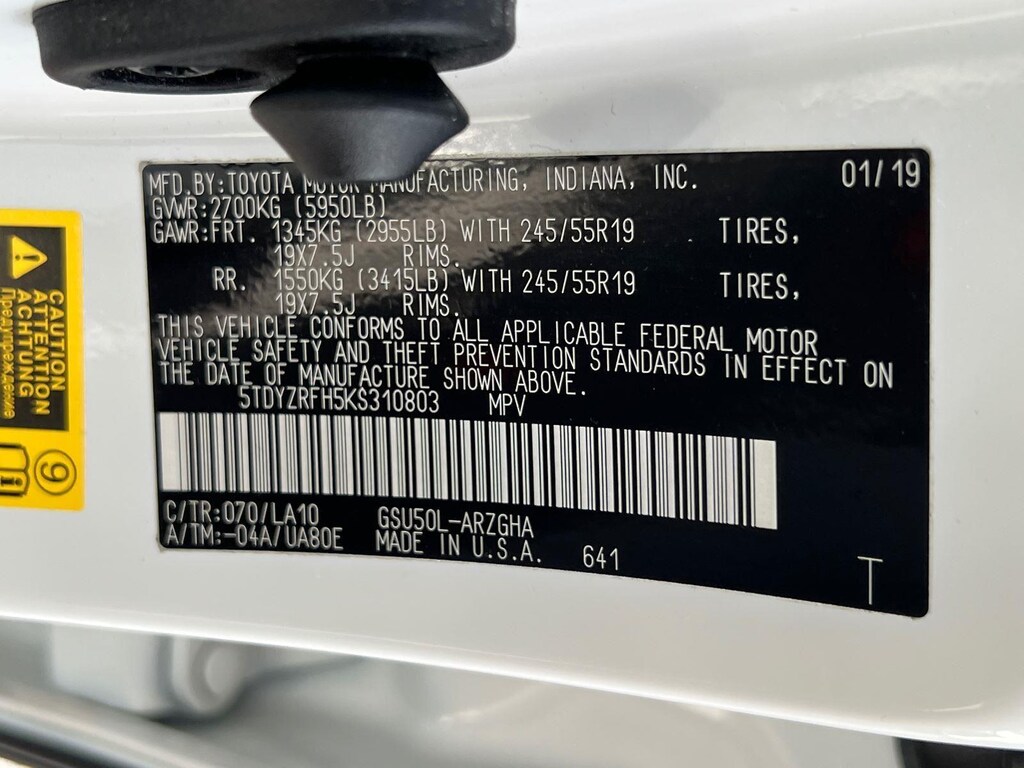 MFD.BY:TOYOTA MOTOR MANUFACTURING, INDIANA, INC. 01/19
GVWR:2700KG (5950LB)
GAWR:FRT. 1345KG (2955LB) WITH 245/55R19 TIRES,
19X7.5J RIMS.
RR. 1550KG (3415LB) WITH 245/55R19 TIRES,
19X7.5J RIMS.
THIS VEHICLE CONFORMS TO ALL APPLICABLE FEDERAL MOTOR
VEHICLE SAFETY AND THEFT PREVENTION STANDARDS IN EFFECT ON
THE DATE OF MANUFACTURE SHOWN ABOVE.
5TDYZRFH5KS310803 MPV
C/TR:070/LA10 GSU50L-ARZGHA
A/TM:-04A/UA80E MADE IN U.S.A. 641
T
CAUTION
ATTENTION
ACHTUNG
Предупреждение
9